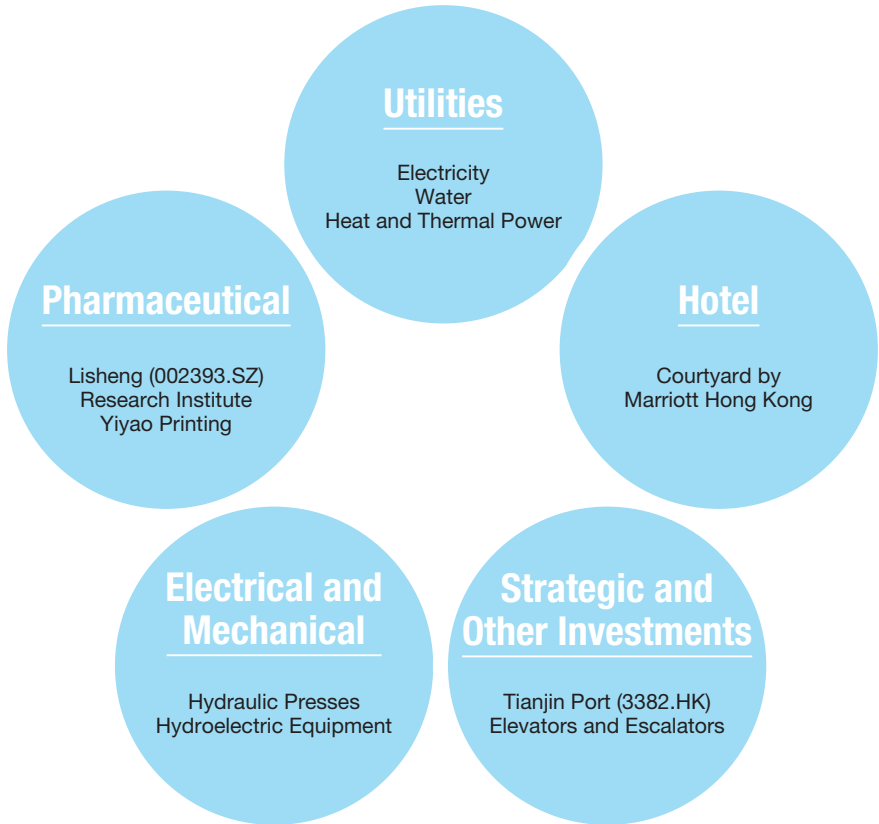 Utilities
Electricity
Water
Heat and Thermal Power
Pharmaceutical
Lisheng (002393.SZ)
Research Institute
Yiyao Printing
Hotel
Courtyard by
Marriott Hong Kong
Electrical and
Mechanical
Hydraulic Presses
Hydroelectric Equipment
Strategic and
Other Investments
Tianjin Port (3382.HK)
Elevators and Escalators